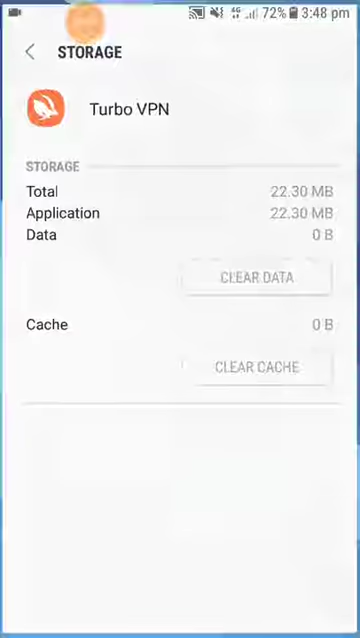 4G 72% 3:48 pm
STORAGE
Turbo VPN
STORAGE
Total 22.30 MB
Application 22.30 MB
Data 0 B
CLEAR DATA
Cache 0 B
CLEAR CACHE